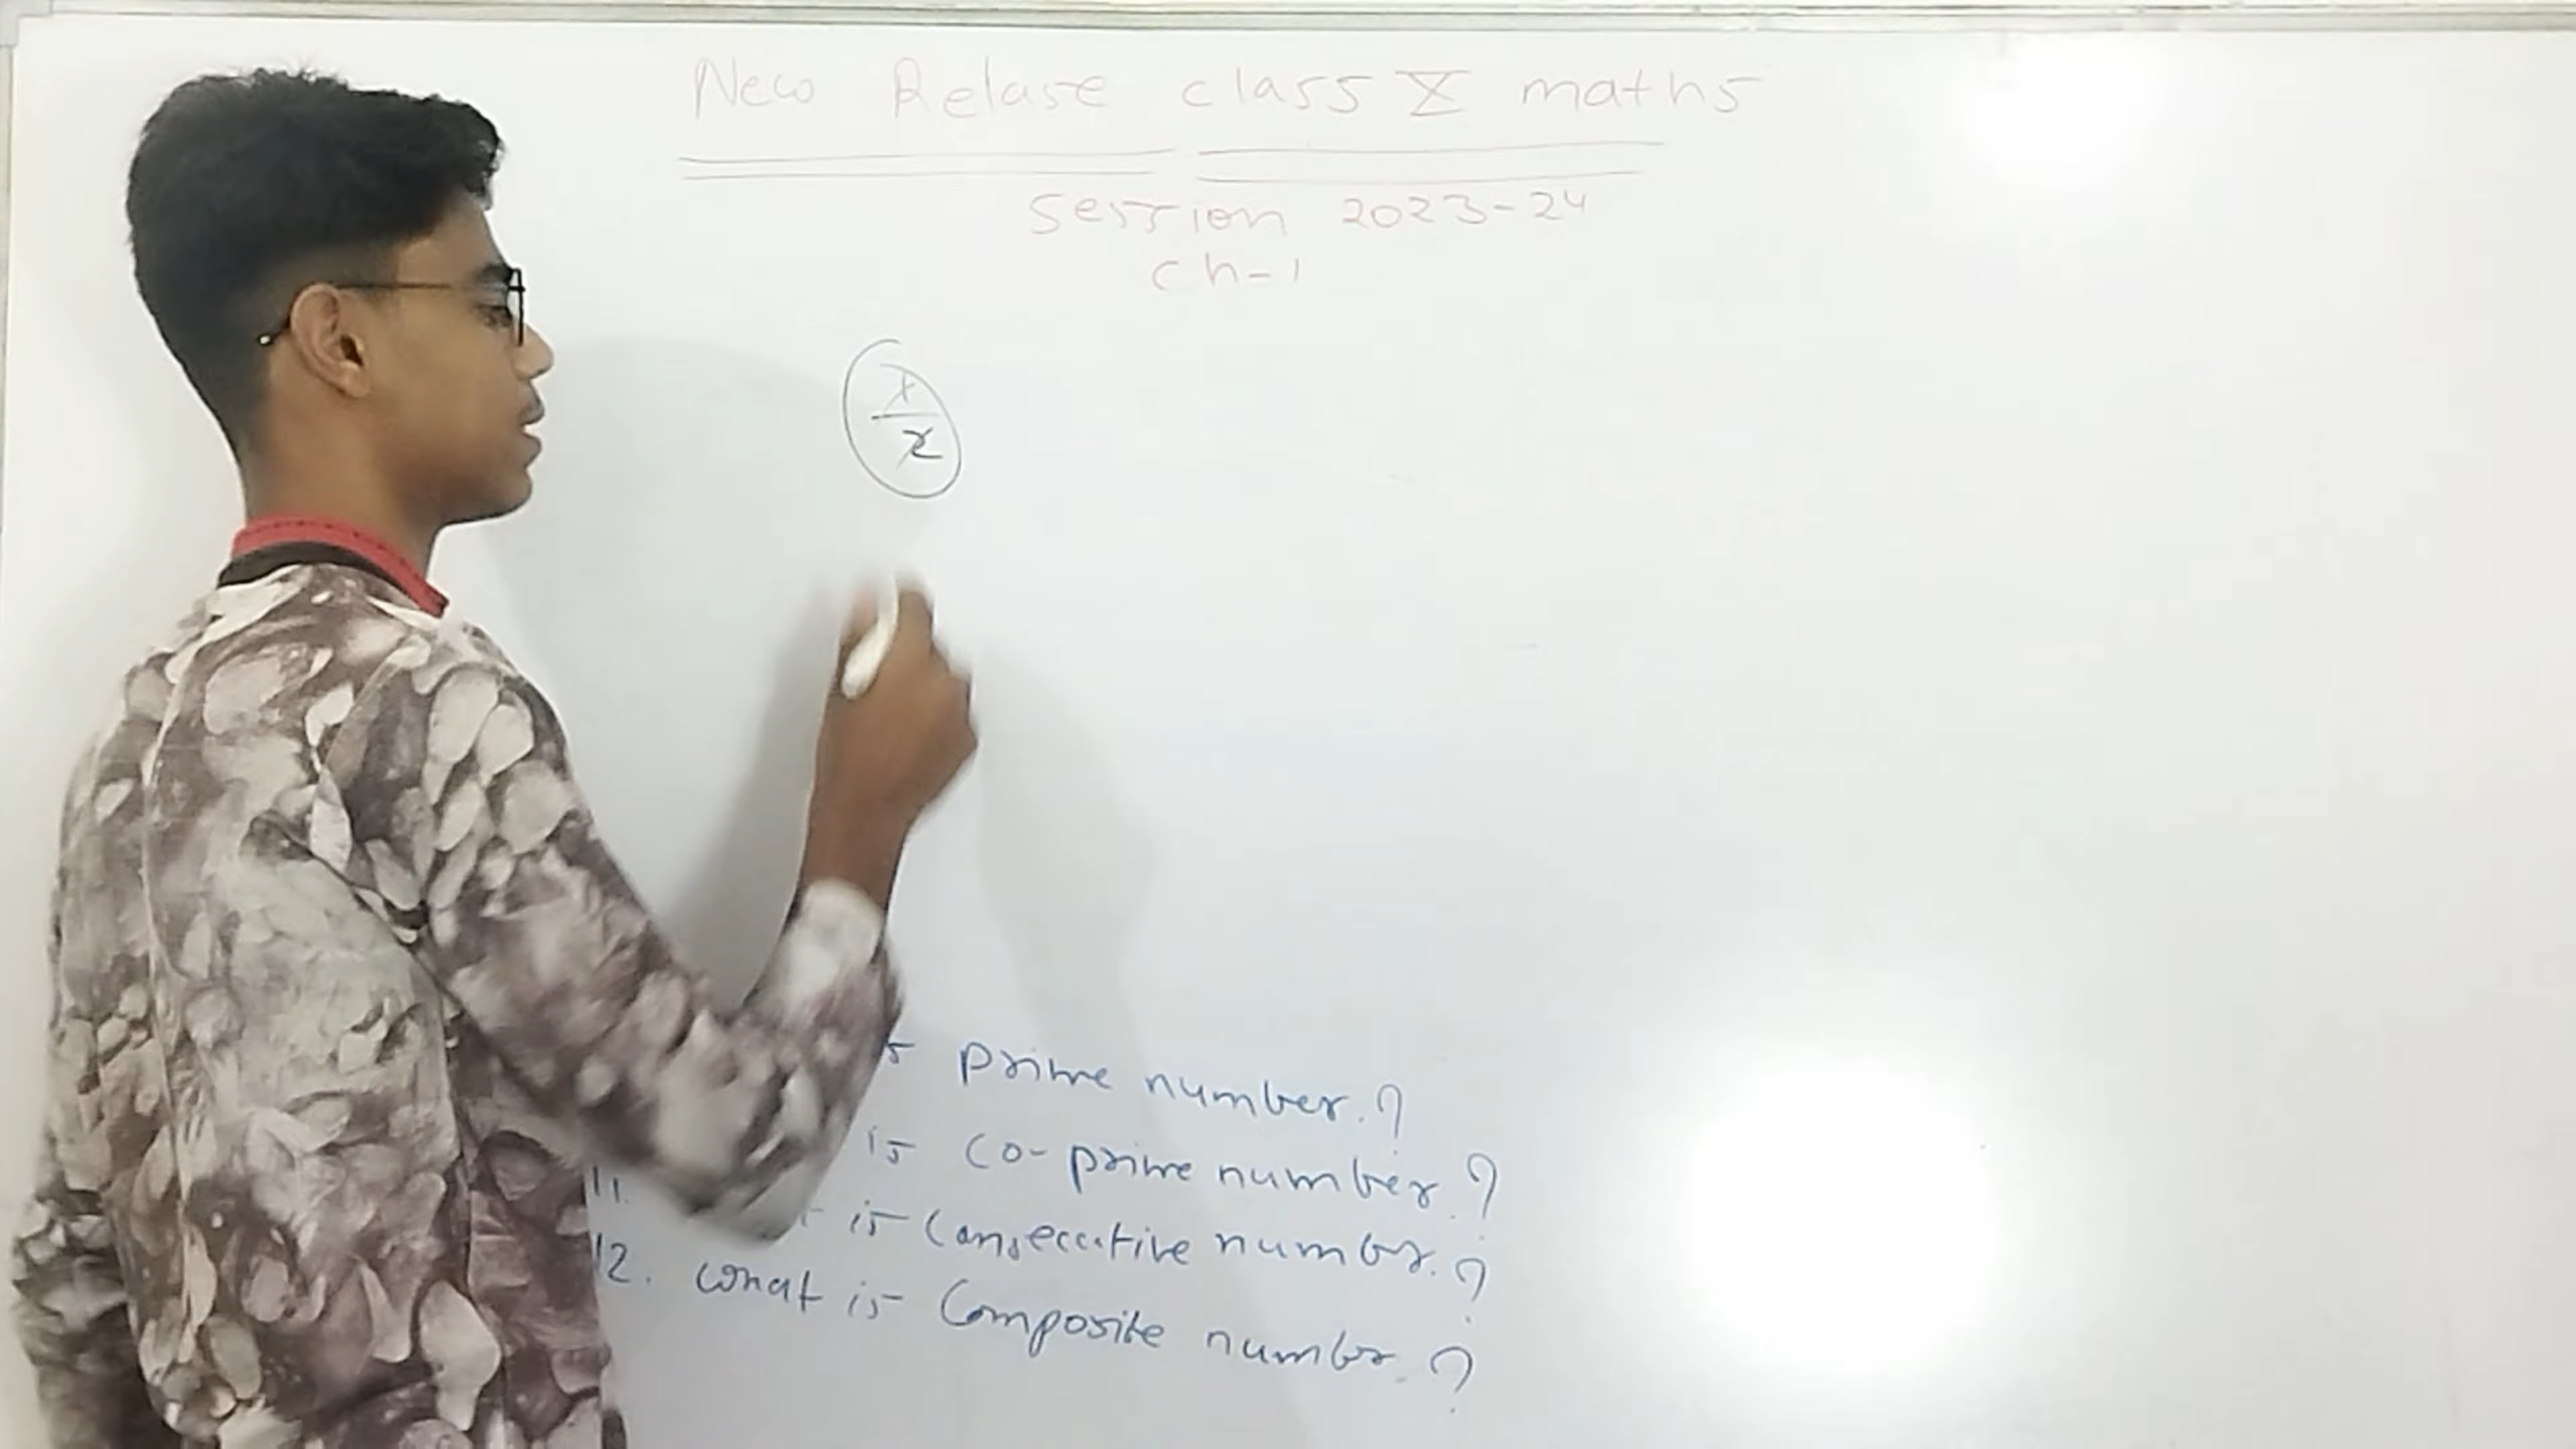 New Relase class X maths
Session 2023-24
Ch-1
x
x
prime number.?
is co-prime number.?
11. is Consecutive number.?
12. What is Composite number.?